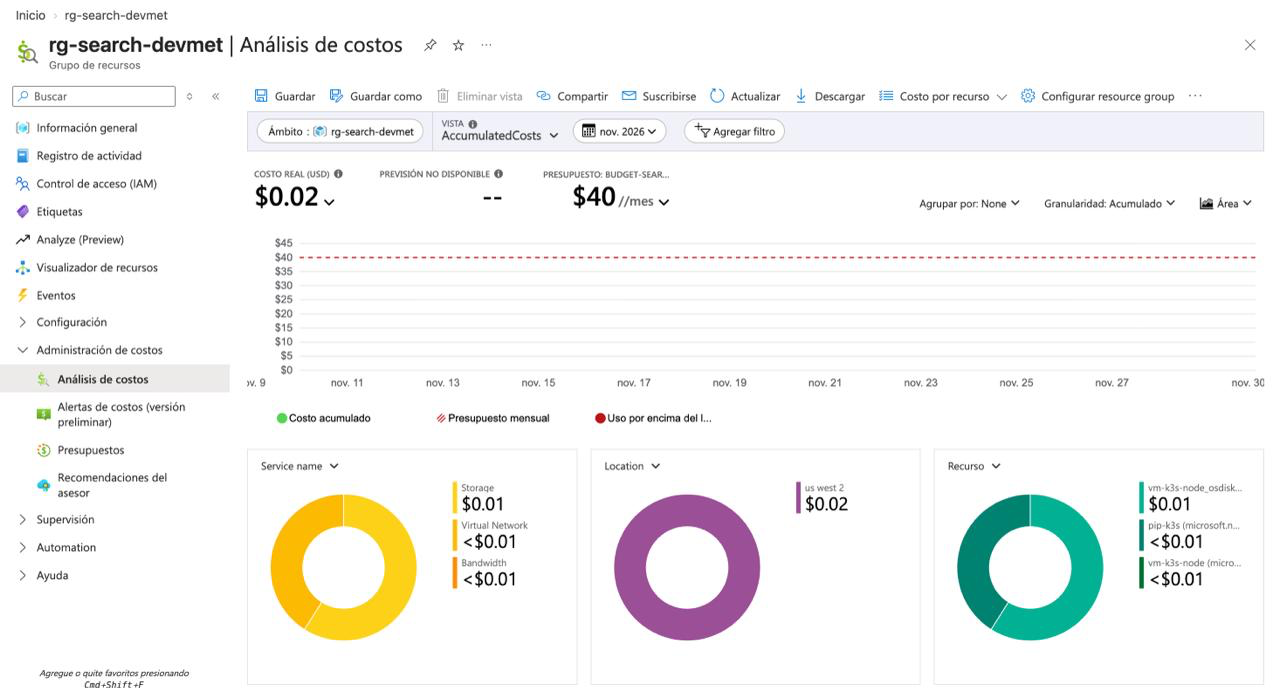 Inicio > rg-search-devmet
rg-search-devmet | Análisis de costos ...
Grupo de recursos
Buscar
Información general
Registro de actividad
Control de acceso (IAM)
Etiquetas
Analyze (Preview)
Visualizador de recursos
Eventos
Configuración
Administración de costos
Análisis de costos
Alertas de costos (versión
preliminar)
Presupuestos
Recomendaciones del
asesor
Supervisión
Automation
Ayuda
Agregue o quite favoritos presionando
Cmd+Shift+F
Guardar Guardar como Eliminar vista Compartir Suscribirse Actualizar Descargar Costo por recurso Configurar resource group ...
Ámbito : rg-search-devmet
VISTA
AccumulatedCosts
nov. 2026
Agregar filtro
COSTO REAL (USD)
$0.02
PREVISIÓN NO DISPONIBLE
--
PRESUPUESTO: BUDGET-SEAR...
$40 //mes
Agrupar por: None Granularidad: Acumulado Área
$45
$40
$35
$30
$25
$20
$15
$10
$5
$0
ov. 9 nov. 11 nov. 13 nov. 15 nov. 17 nov. 19 nov. 21 nov. 23 nov. 25 nov. 27 nov. 30
Costo acumulado Presupuesto mensual Uso por encima del l...
Service name
Storage
$0.01
Virtual Network
<$0.01
Bandwidth
<$0.01
Location
us west 2
$0.02
Recurso
vm-k3s-node_osdisk...
$0.01
pip-k3s (microsoft.n...
<$0.01
vm-k3s-node (micro...
<$0.01